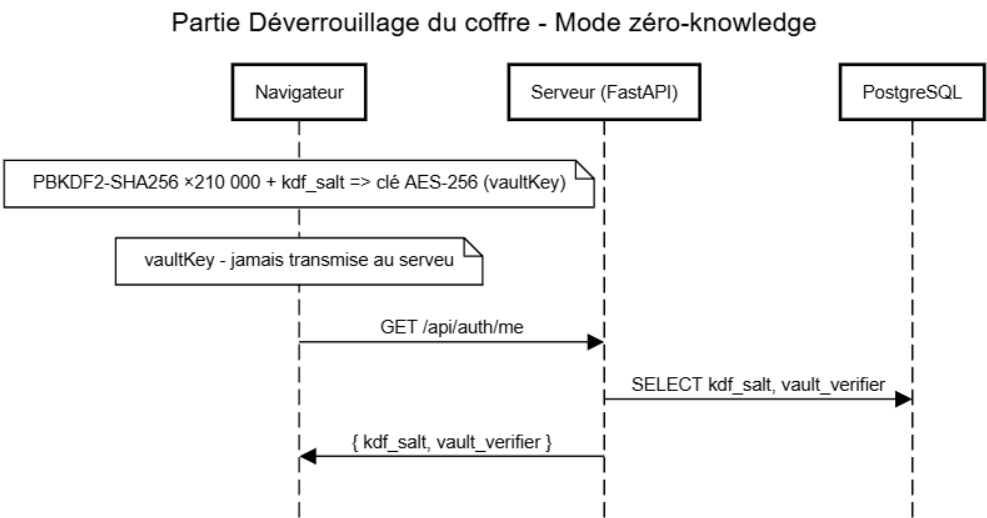 Partie Déverrouillage du coffre - Mode zéro-knowledge
Navigateur
Serveur (FastAPI)
PostgreSQL
PBKDF2-SHA256 ×210 000 + kdf_salt => clé AES-256 (vaultKey)
vaultKey - jamais transmise au serveu
GET /api/auth/me
SELECT kdf_salt, vault_verifier
{ kdf_salt, vault_verifier }